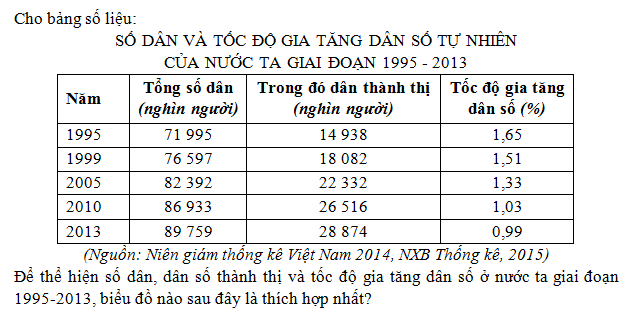 Cho bảng số liệu:
SỐ DÂN VÀ TỐC ĐỘ GIA TĂNG DÂN SỐ TỰ NHIÊN
CỦA NƯỚC TA GIAI ĐOẠN 1995 - 2013
Năm Tổng số dân (nghìn người) Trong đó dân thành thị (nghìn người) Tốc độ gia tăng dân số (%)
1995 71 995 14 938 1,65
1999 76 597 18 082 1,51
2005 82 392 22 332 1,33
2010 86 933 26 516 1,03
2013 89 759 28 874 0,99
(Nguồn: Niên giám thống kê Việt Nam 2014, NXB Thống kê, 2015)
Để thể hiện số dân, dân số thành thị và tốc độ gia tăng dân số ở nước ta giai đoạn
1995-2013, biểu đồ nào sau đây là thích hợp nhất?